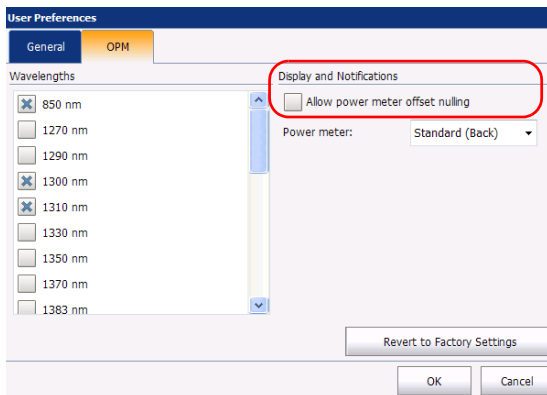 User Preferences
General OPM
Wavelengths
850 nm
1270 nm
1290 nm
1300 nm
1310 nm
1330 nm
1350 nm
1370 nm
1383 nm
Display and Notifications
Allow power meter offset nulling
Power meter: Standard (Back)
Revert to Factory Settings
OK Cancel